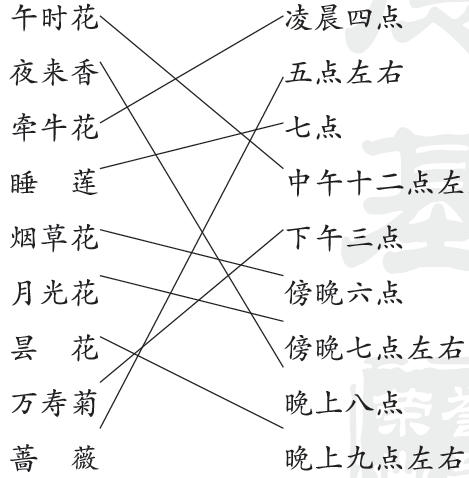 午时花 凌晨四点
夜来香 五点左右
牵牛花 七点
睡 莲 中午十二点左
烟草花 下午三点
月光花 傍晚六点
昙 花 傍晚七点左右
万寿菊 晚上八点
蔷 薇 晚上九点左右